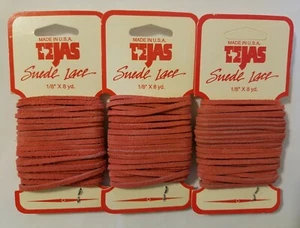 MADE IN U.S.A.
TEJAS
Suede Lace
1/8" X 8 yd.
MADE IN U.S.A.
TEJAS
Suede Lace
1/8" X 8 yd.
MADE IN U.S.A.
TEJAS
Suede Lace
1/8" X 8 yd.